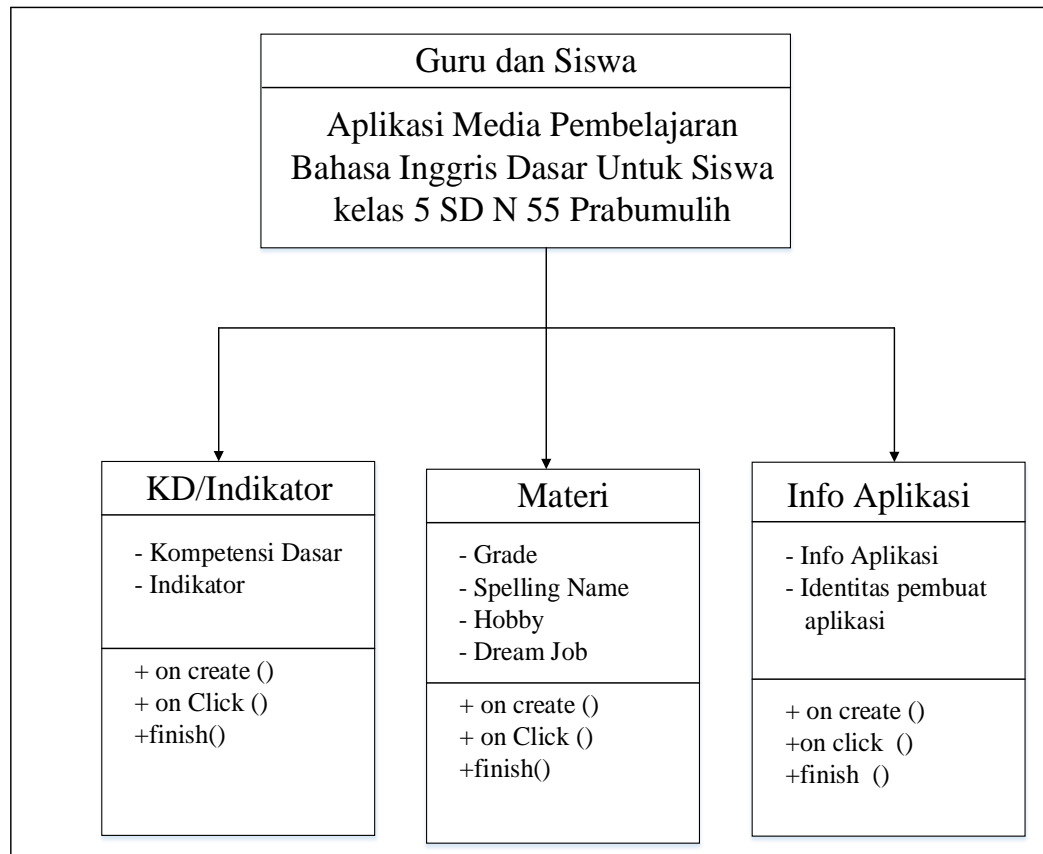 Guru dan Siswa
Aplikasi Media Pembelajaran
Bahasa Inggris Dasar Untuk Siswa
kelas 5 SD N 55 Prabumulih
KD/Indikator
- Kompetensi Dasar
- Indikator
+ on create ()
+ on Click ()
+finish()
Materi
- Grade
- Spelling Name
- Hobby
- Dream Job
+ on create ()
+ on Click ()
+finish()
Info Aplikasi
- Info Aplikasi
- Identitas pembuat
aplikasi
+ on create ()
+on click ()
+finish ()